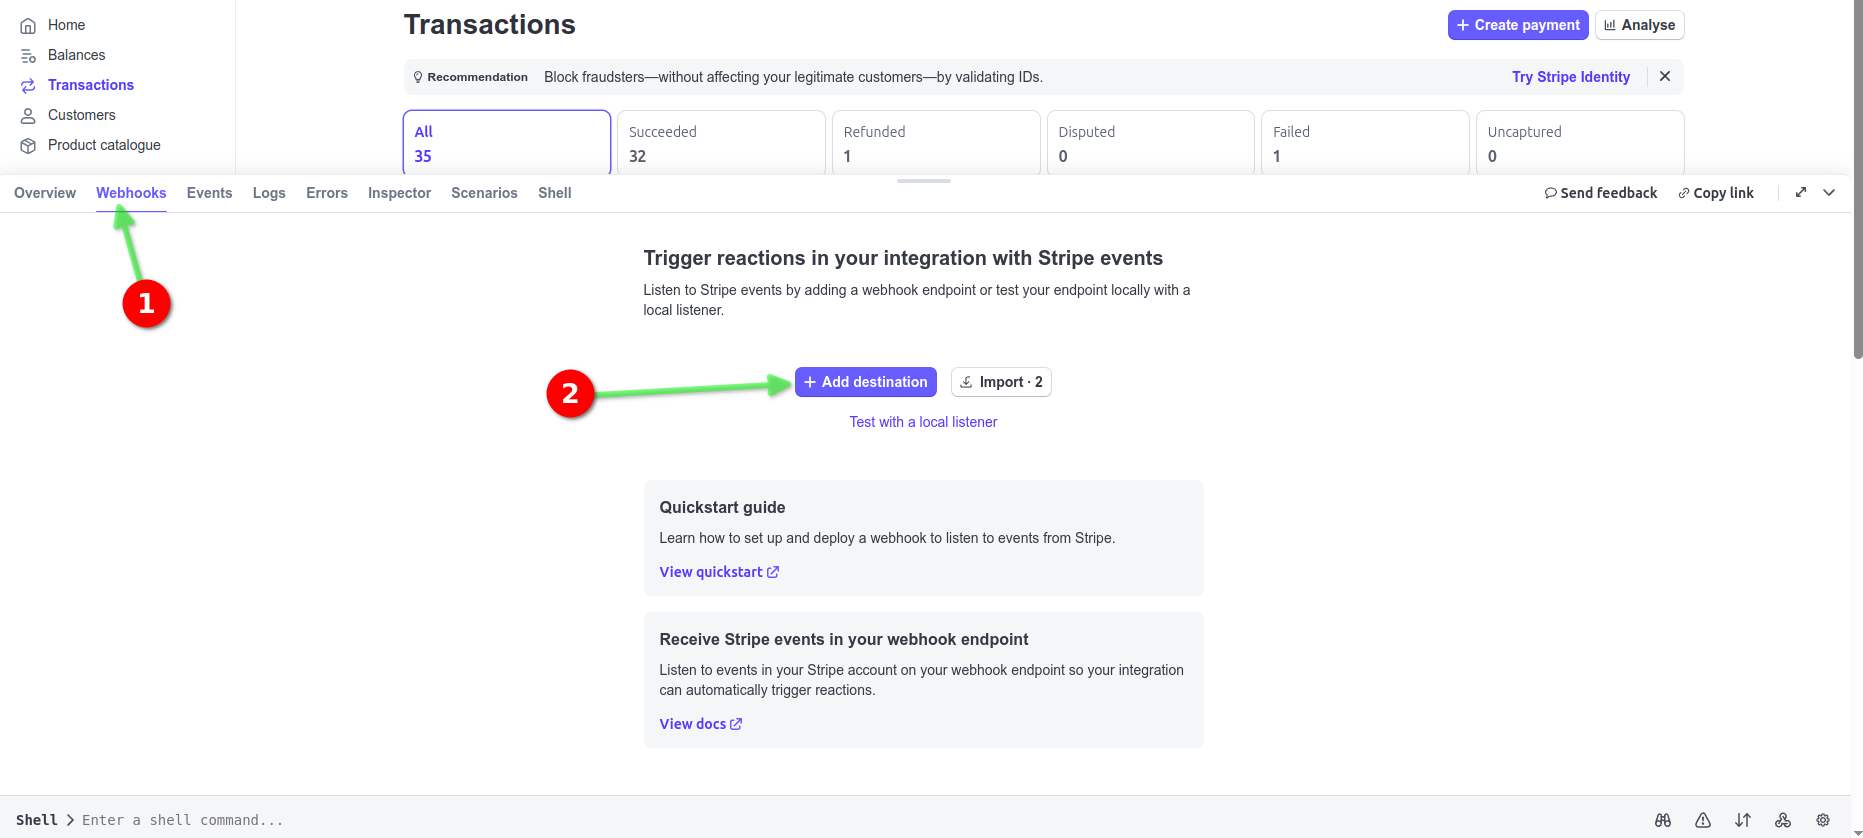 Home
Balances
Transactions
Customers
Product catalogue
Transactions
Create payment
Analyse
Recommendation Block fraudsters—without affecting your legitimate customers—by validating IDs.
Try Stripe Identity
All
35
Succeeded
32
Refunded
1
Disputed
0
Failed
1
Uncaptured
0
Overview Webhooks Events Logs Errors Inspector Scenarios Shell
Send feedback Copy link
1
Trigger reactions in your integration with Stripe events
Listen to Stripe events by adding a webhook endpoint or test your endpoint locally with a
local listener.
2
Add destination
Import · 2
Test with a local listener
Quickstart guide
Learn how to set up and deploy a webhook to listen to events from Stripe.
View quickstart
Receive Stripe events in your webhook endpoint
Listen to events in your Stripe account on your webhook endpoint so your integration
can automatically trigger reactions.
View docs
Shell Enter a shell command...